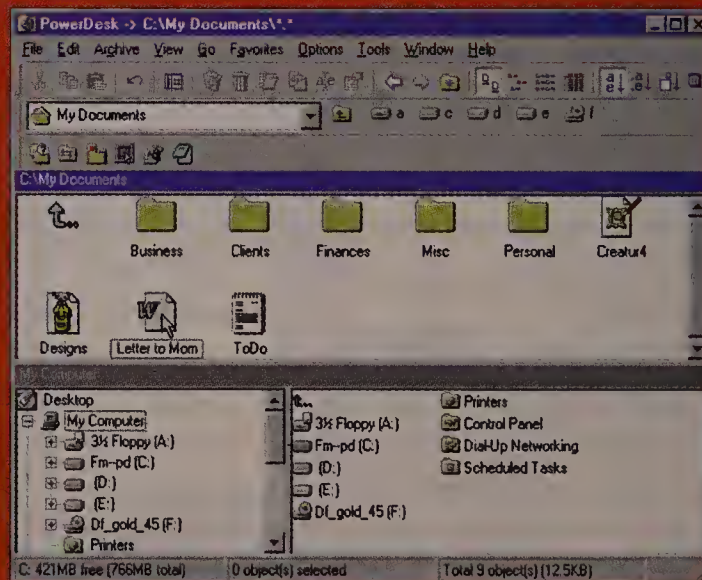 PowerDesk -> C:\My Documents\*.*
File Edit Archive View Go Favorites Options Tools Window Help
My Documents a c d e f
C:\My Documents
Business Clients Finances Misc Personal Creatur4
Designs Letter to Mom ToDo
My Computer
Desktop
My Computer
3½ Floppy (A:)
Fm--pd (C:)
(D:)
(E:)
Df_gold_45 (F:)
Printers
3½ Floppy (A:)
Fm--pd (C:)
(D:)
(E:)
Df_gold_45 (F:)
Printers
Control Panel
Dial-Up Networking
Scheduled Tasks
C: 421MB free (766MB total) 0 object(s) selected Total 9 object(s) (12.5KB)